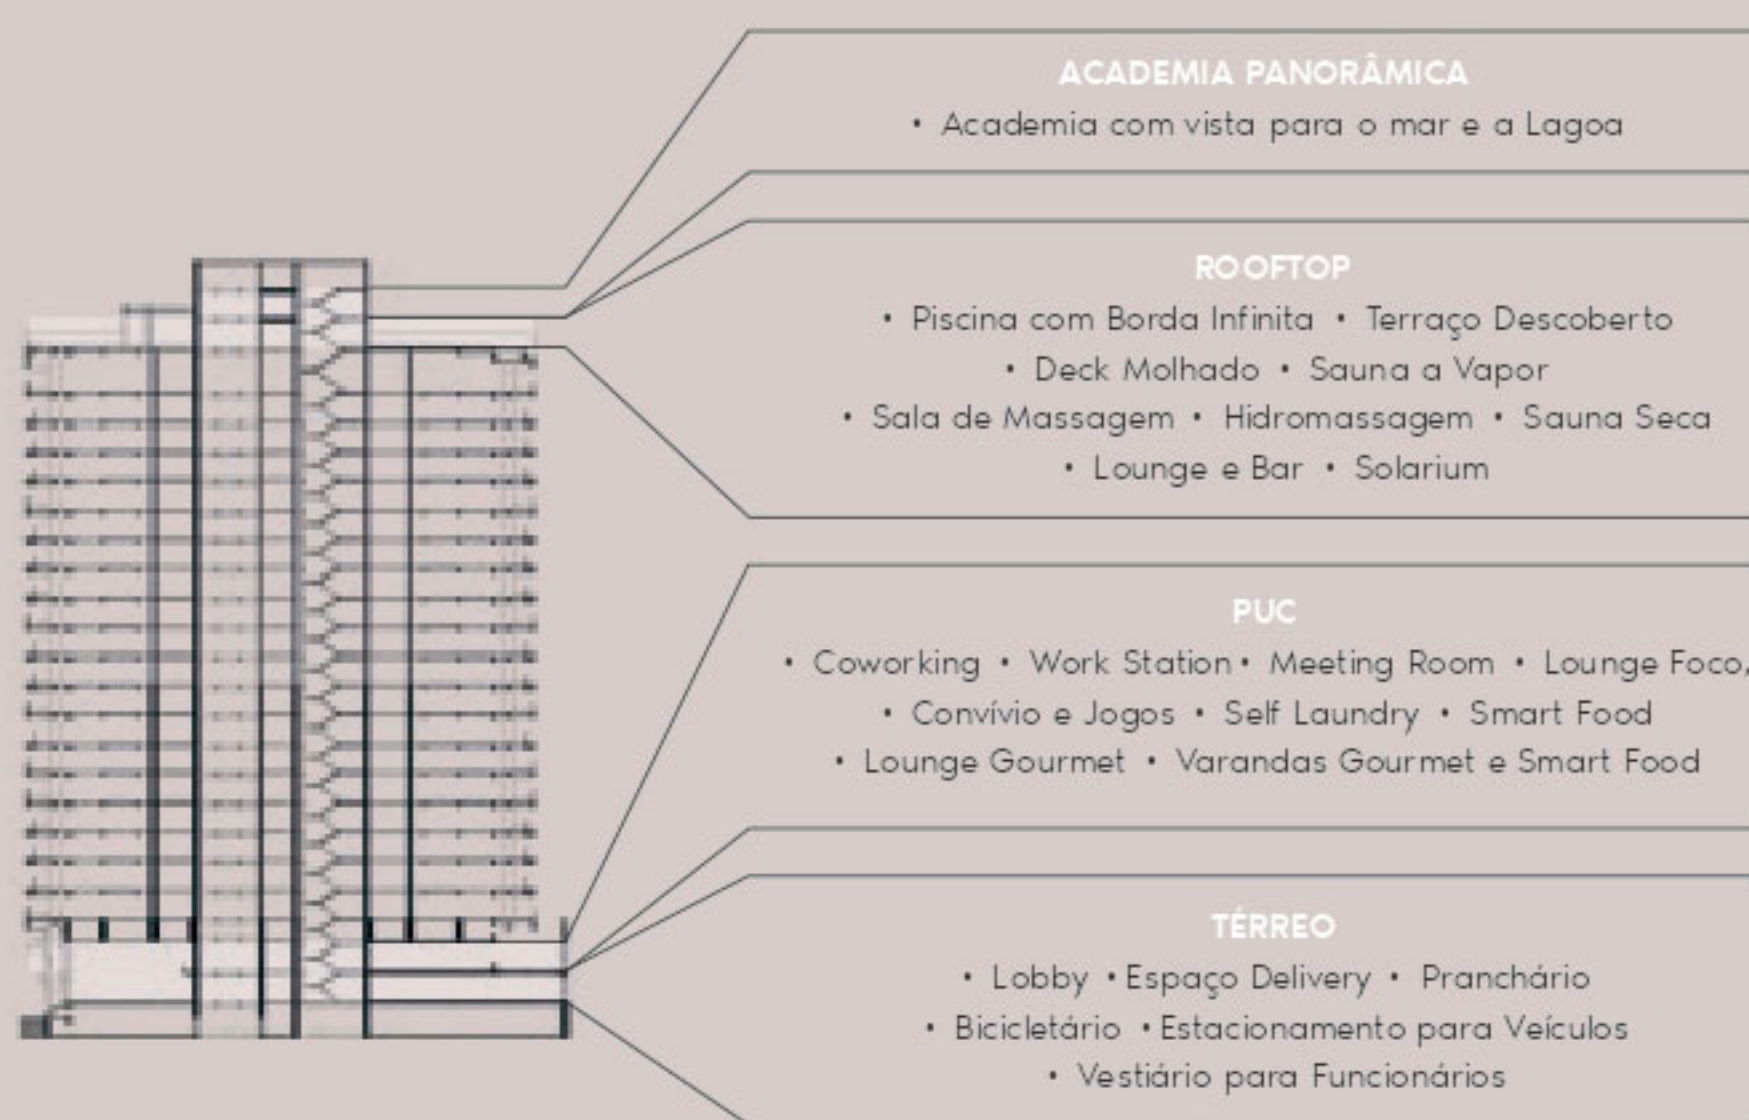 ACADEMIA PANORÂMICA
• Academia com vista para o mar e a Lagoa
ROOFTOP
• Piscina com Borda Infinita • Terraço Descoberto
• Deck Molhado • Sauna a Vapor
• Sala de Massagem • Hidromassagem • Sauna Seca
• Lounge e Bar • Solarium
PUC
• Coworking • Work Station • Meeting Room • Lounge Foco,
• Convívio e Jogos • Self Laundry • Smart Food
• Lounge Gourmet • Varandas Gourmet e Smart Food
TÉRREO
• Lobby • Espaço Delivery • Pranchário
• Bicicletário • Estacionamento para Veículos
• Vestiário para Funcionários